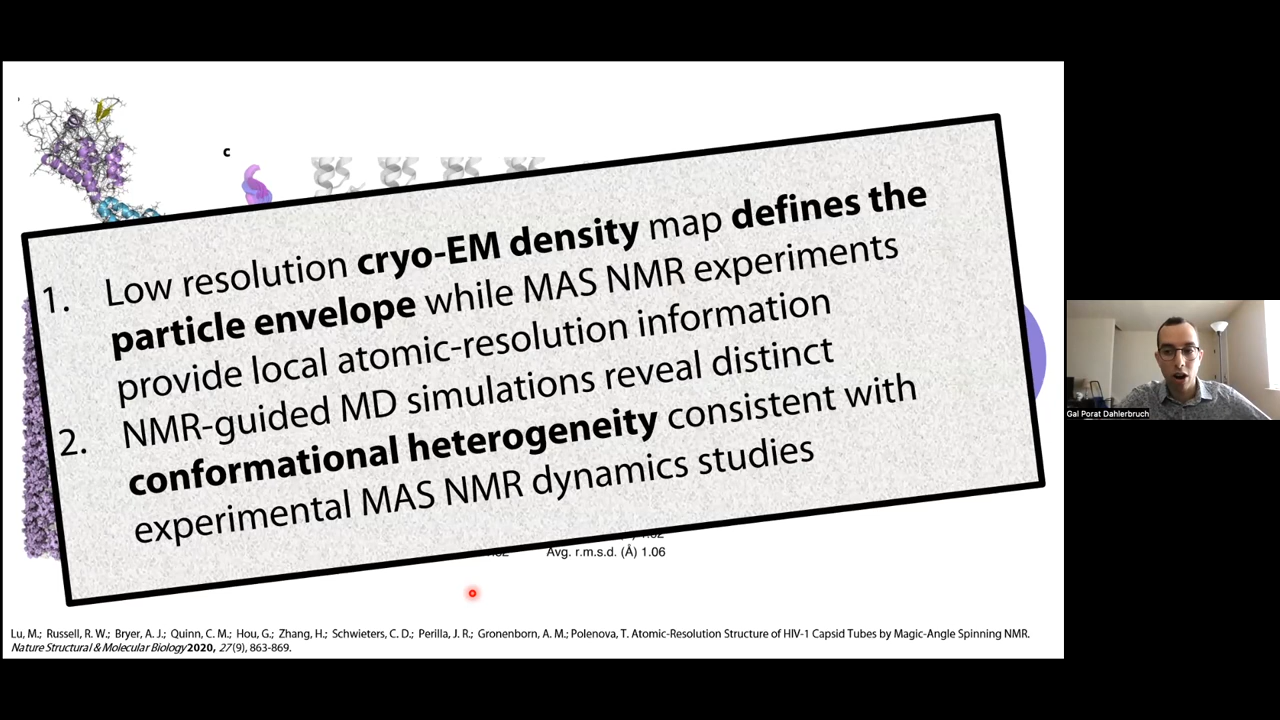 c
1. Low resolution cryo-EM density map defines the
particle envelope while MAS NMR experiments
provide local atomic-resolution information
2. NMR-guided MD simulations reveal distinct
conformational heterogeneity consistent with
experimental MAS NMR dynamics studies
Avg. r.m.s.d. (Å) 1.06
Lu, M.; Russell, R. W.; Bryer, A. J.; Quinn, C. M.; Hou, G.; Zhang, H.; Schwieters, C. D.; Perilla, J. R.; Gronenborn, A. M.; Polenova, T. Atomic-Resolution Structure of HIV-1 Capsid Tubes by Magic-Angle Spinning NMR.
Nature Structural & Molecular Biology 2020, 27 (9), 863-869.
Gal Porat Dahlerbruch